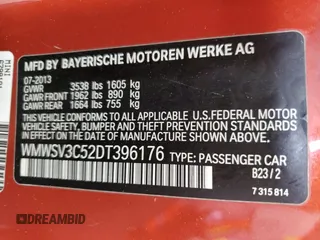 MFD BY BAYERISCHE MOTOREN WERKE AG
07-2013
GVWR 3538 lbs 1605 kg
GAWR FRONT 1962 lbs 890 kg
GAWR REAR 1664 lbs 755 kg
THIS VEHICLE CONFORMS TO ALL APPLICABLE
U.S.FEDERAL MOTOR
VEHICLE SAFETY, BUMPER, AND THEFT PREVENTION
STANDARDS IN EFFECT ON THE DATE OF
MANUFACTURE SHOWN ABOVE.
WMWSV3C52DT396176 TYPE: PASSENGER CAR
B23/2
7 315 814
MINI
DREAMBID